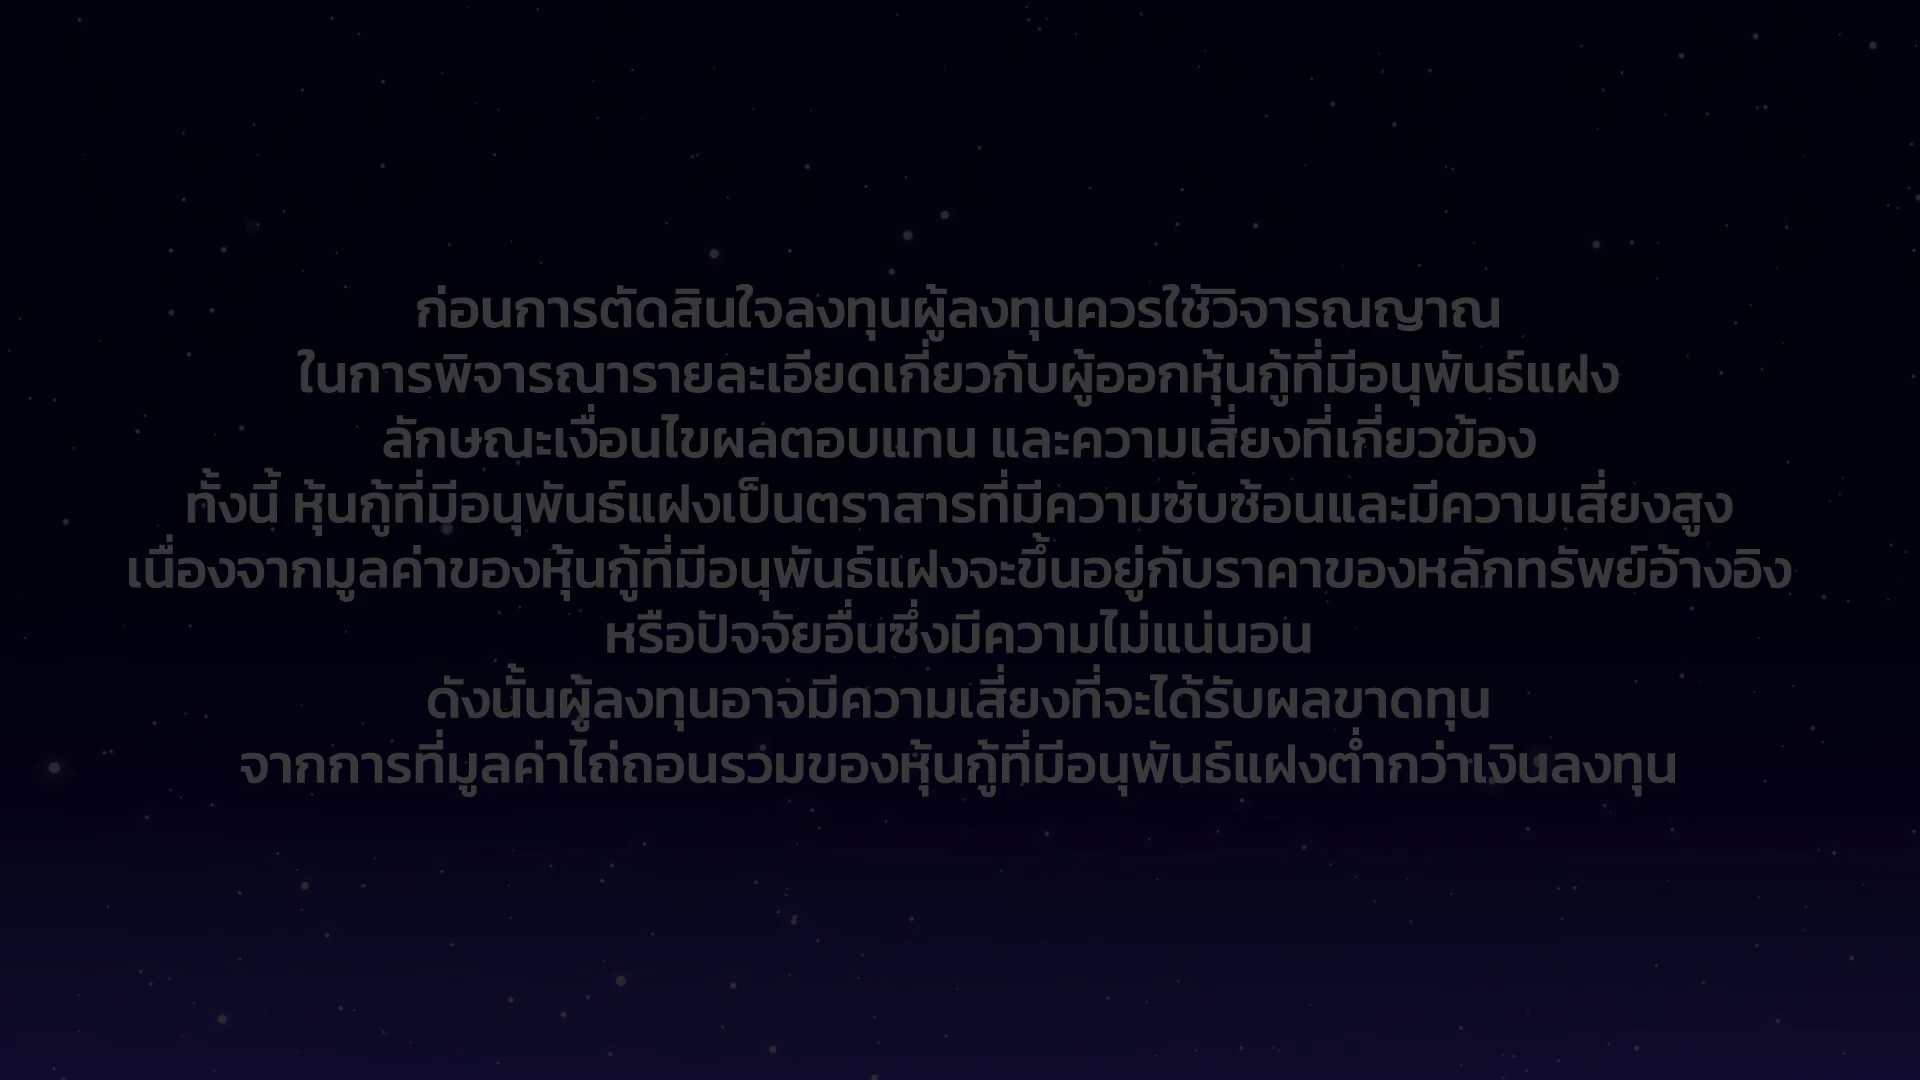 ก่อนการตัดสินใจลงทุนผู้ลงทุนควรใช้วิจารณญาณ
ในการพิจารณารายละเอียดเกี่ยวกับผู้ออกหุ้นกู้ที่มีอนุพันธ์แฝง
ลักษณะเงื่อนไขผลตอบแทน และความเสี่ยงที่เกี่ยวข้อง
ทั้งนี้ หุ้นกู้ที่มีอนุพันธ์แฝงเป็นตราสารที่มีความซับซ้อนและมีความเสี่ยงสูง
เนื่องจากมูลค่าของหุ้นกู้ที่มีอนุพันธ์แฝงจะขึ้นอยู่กับราคาของหลักทรัพย์อ้างอิง
หรือปัจจัยอื่นซึ่งมีความไม่แน่นอน
ดังนั้นผู้ลงทุนอาจมีความเสี่ยงที่จะได้รับผลขาดทุน
จากการที่มูลค่าไถ่ถอนรวมของหุ้นกู้ที่มีอนุพันธ์แฝงต่ำกว่าเงินลงทุน